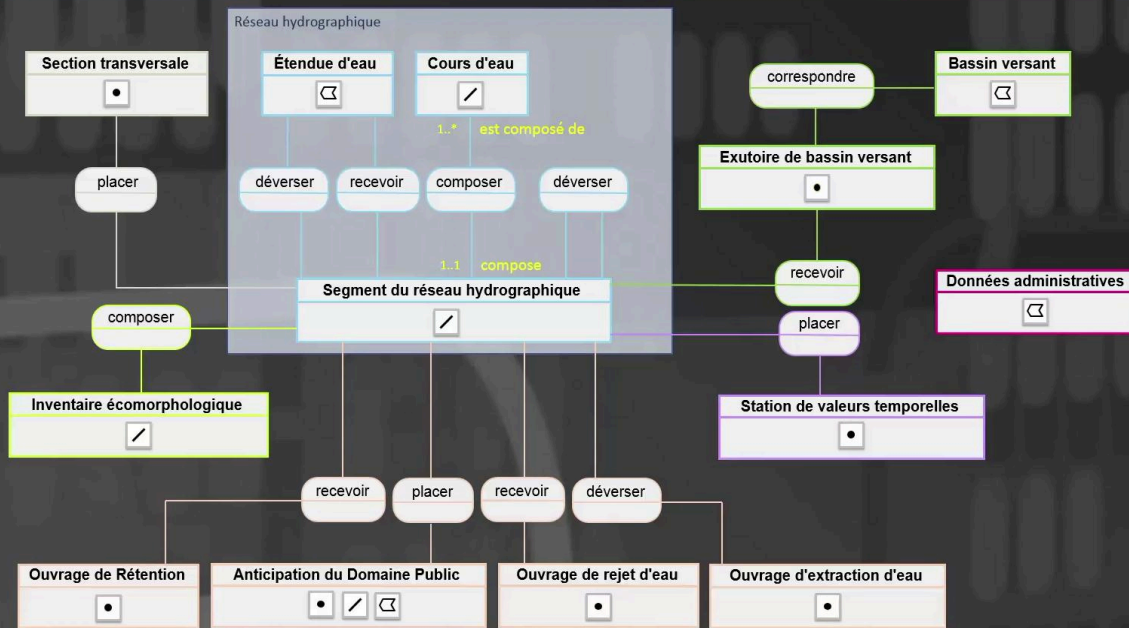 Réseau hydrographique
Section transversale
Étendue d'eau
Cours d'eau
correspondre
Bassin versant
1..* est composé de
Exutoire de bassin versant
placer
déverser
recevoir
composer
déverser
1..1 compose
recevoir
Segment du réseau hydrographique
Données administratives
composer
placer
Inventaire écomorphologique
Station de valeurs temporelles
recevoir
placer
recevoir
déverser
Ouvrage de Rétention
Anticipation du Domaine Public
Ouvrage de rejet d'eau
Ouvrage d'extraction d'eau